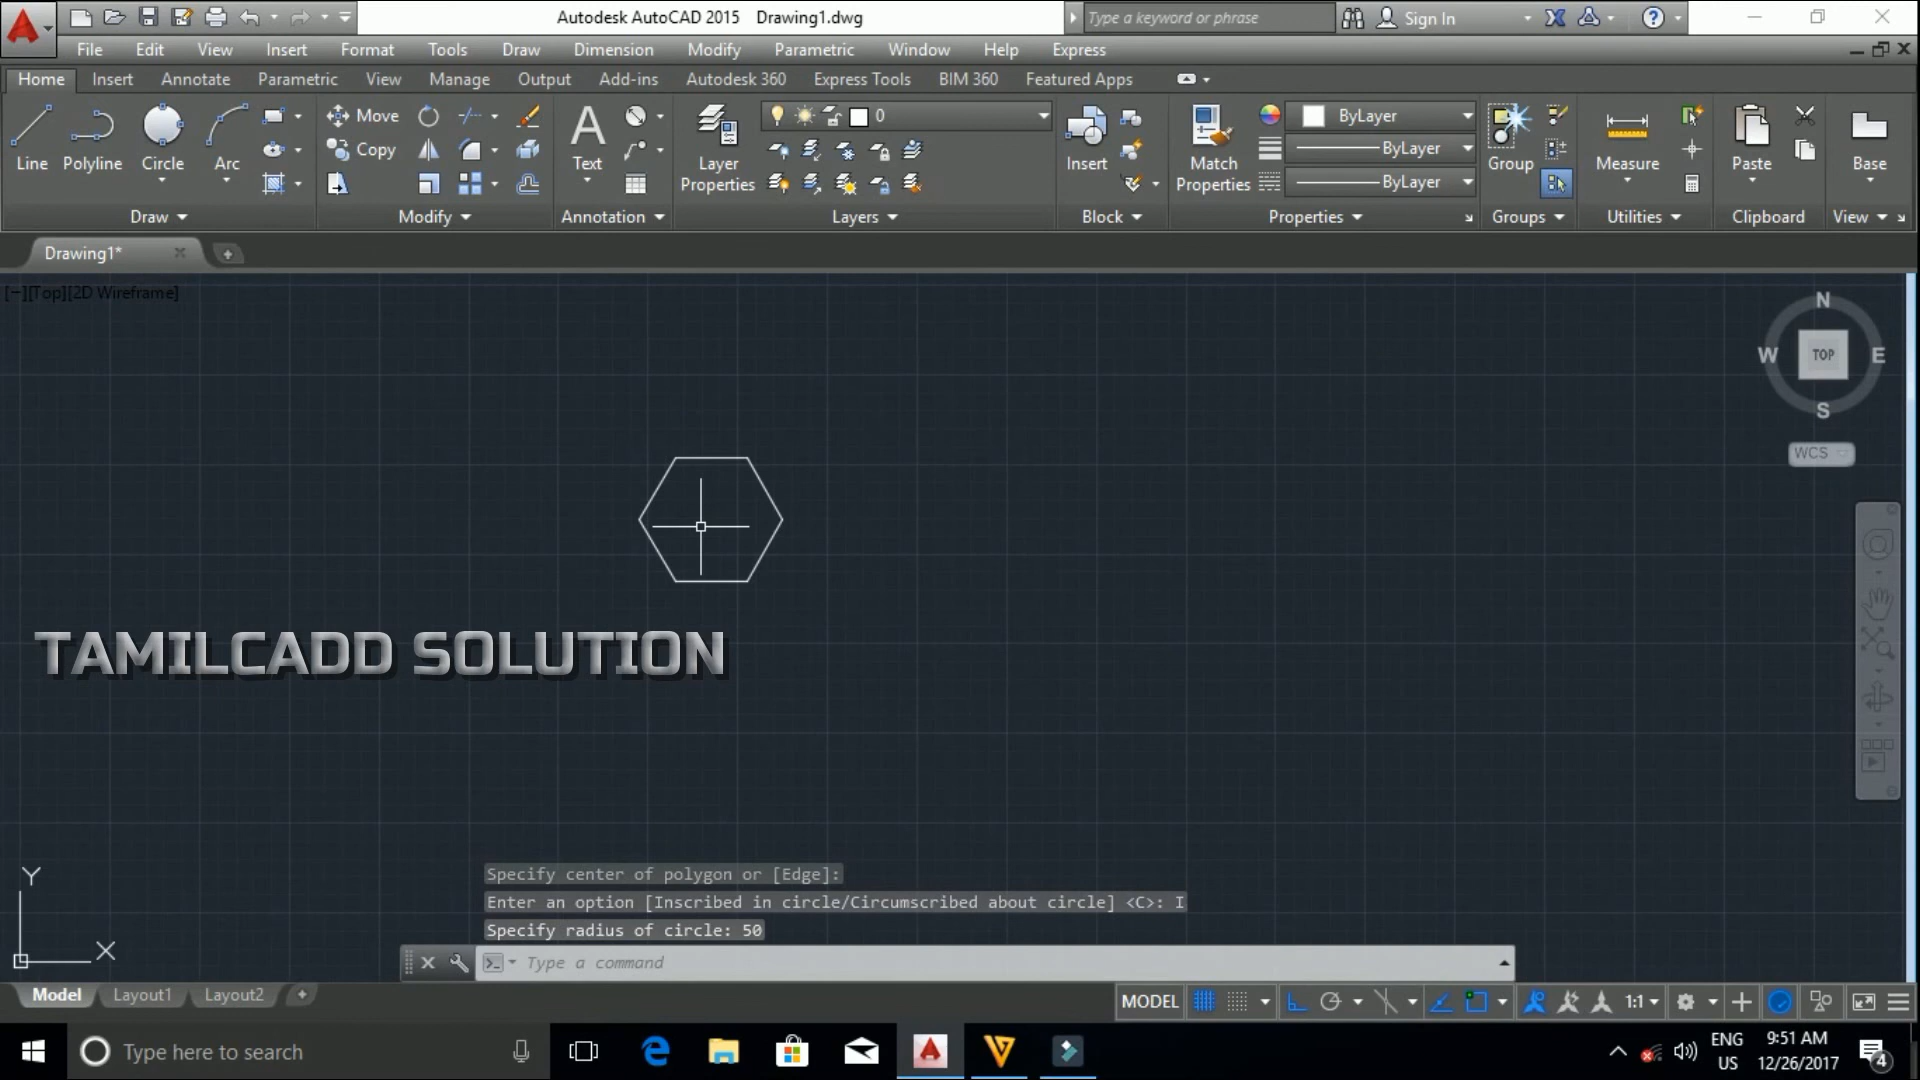 Autodesk AutoCAD 2015 Drawing1.dwg
Type a keyword or phrase
Sign In
File Edit View Insert Format Tools Draw Dimension Modify Parametric Window Help Express
Home Insert Annotate Parametric View Manage Output Add-ins Autodesk 360 Express Tools BIM 360 Featured Apps
Move
0
ByLayer
Copy
ByLayer
Line Polyline Circle Arc
Text
Layer
Properties
Insert
Match
Properties
ByLayer
Group
Measure
Paste
Base
Draw Modify Annotation Layers Block Properties Groups Utilities Clipboard View
Drawing1*
[−][Top][2D Wireframe]
N
W TOP E
S
WCS
TAMILCADD SOLUTION
Y
X
Specify center of polygon or [Edge]:
Enter an option [Inscribed in circle/Circumscribed about circle] <C>: I
Specify radius of circle: 50
Type a command
Model Layout1 Layout2
MODEL
1:1
Type here to search
ENG
US
9:51 AM
12/26/2017
4